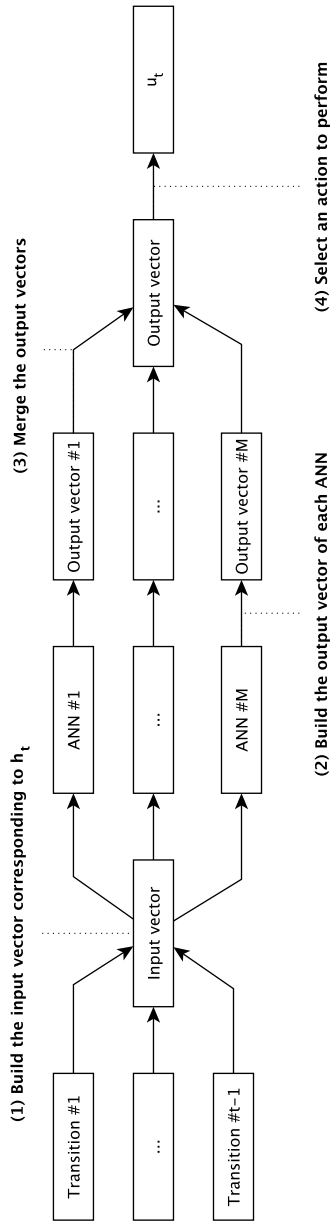 (1) Build the input vector corresponding to hₜ
(3) Merge the output vectors
Transition #1
ANN #1
Output vector #1
...
Input vector
...
...
Output vector
uₜ
Transition #t−1
ANN #M
Output vector #M
(2) Build the output vector of each ANN
(4) Select an action to perform